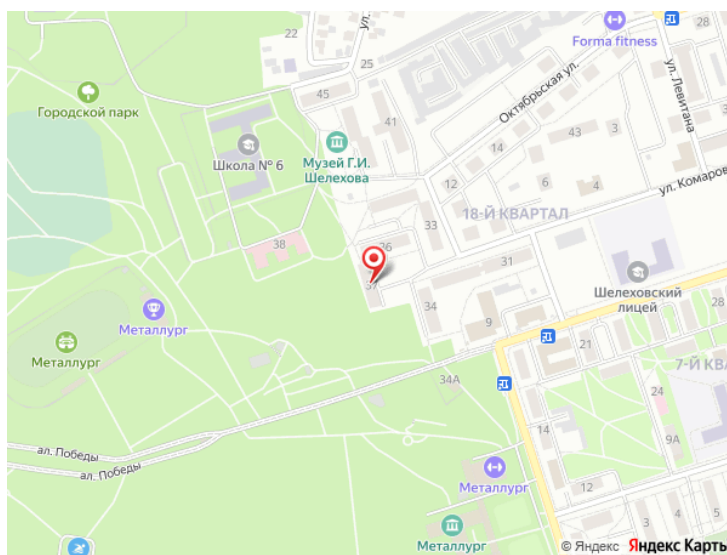 22
ул.
25
Forma fitness
ул. Левитана
Городской парк
45
Октябрьская ул.
41
Школа № 6
Музей Г.И.
Шелехова
14
43
12
6
4
ул. Комаров
33
18-Й КВАРТАЛ
38
36
31
37
Шелеховский
лицей
Металлург
34
9
28
Металлург
21
34А
7-Й КВА
24
14
9А
ал. Победы
ал. Победы
Металлург
12
4
5
3
Металлург
© Яндекс Яндекс Карты